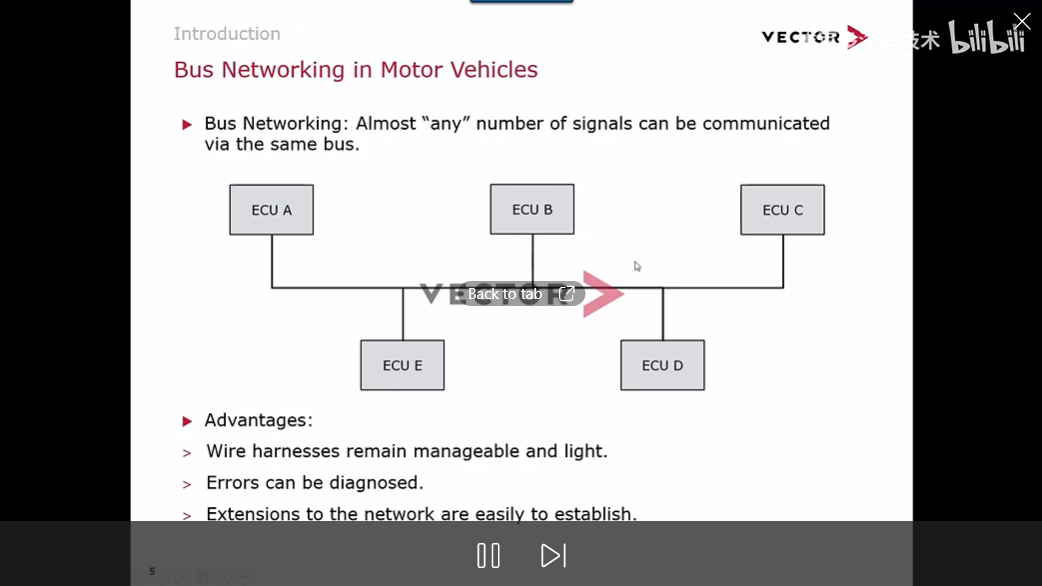 Introduction
VECTOR
技术
bilibili
Bus Networking in Motor Vehicles
Bus Networking: Almost “any” number of signals can be communicated
via the same bus.
ECU A
ECU B
ECU C
VECTOR
Back to tab
ECU E
ECU D
Advantages:
> Wire harnesses remain manageable and light.
> Errors can be diagnosed.
> Extensions to the network are easily to establish.
5